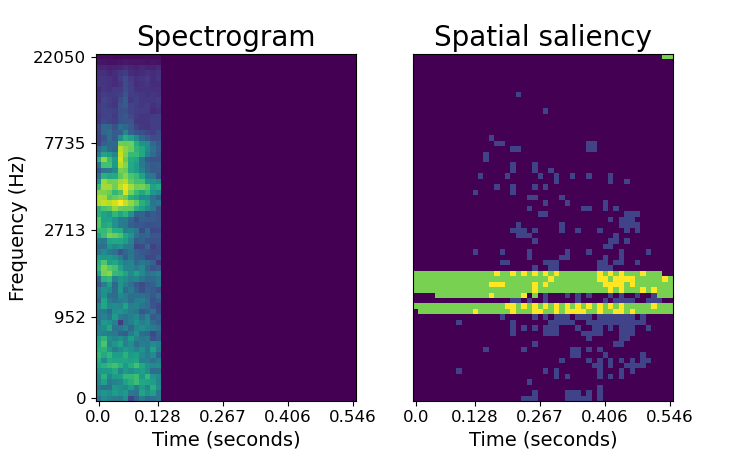 Spectrogram
Spatial saliency
22050
7735
2713
952
0
Frequency (Hz)
0.0 0.128 0.267 0.406 0.546
0.0 0.128 0.267 0.406 0.546
Time (seconds)
Time (seconds)